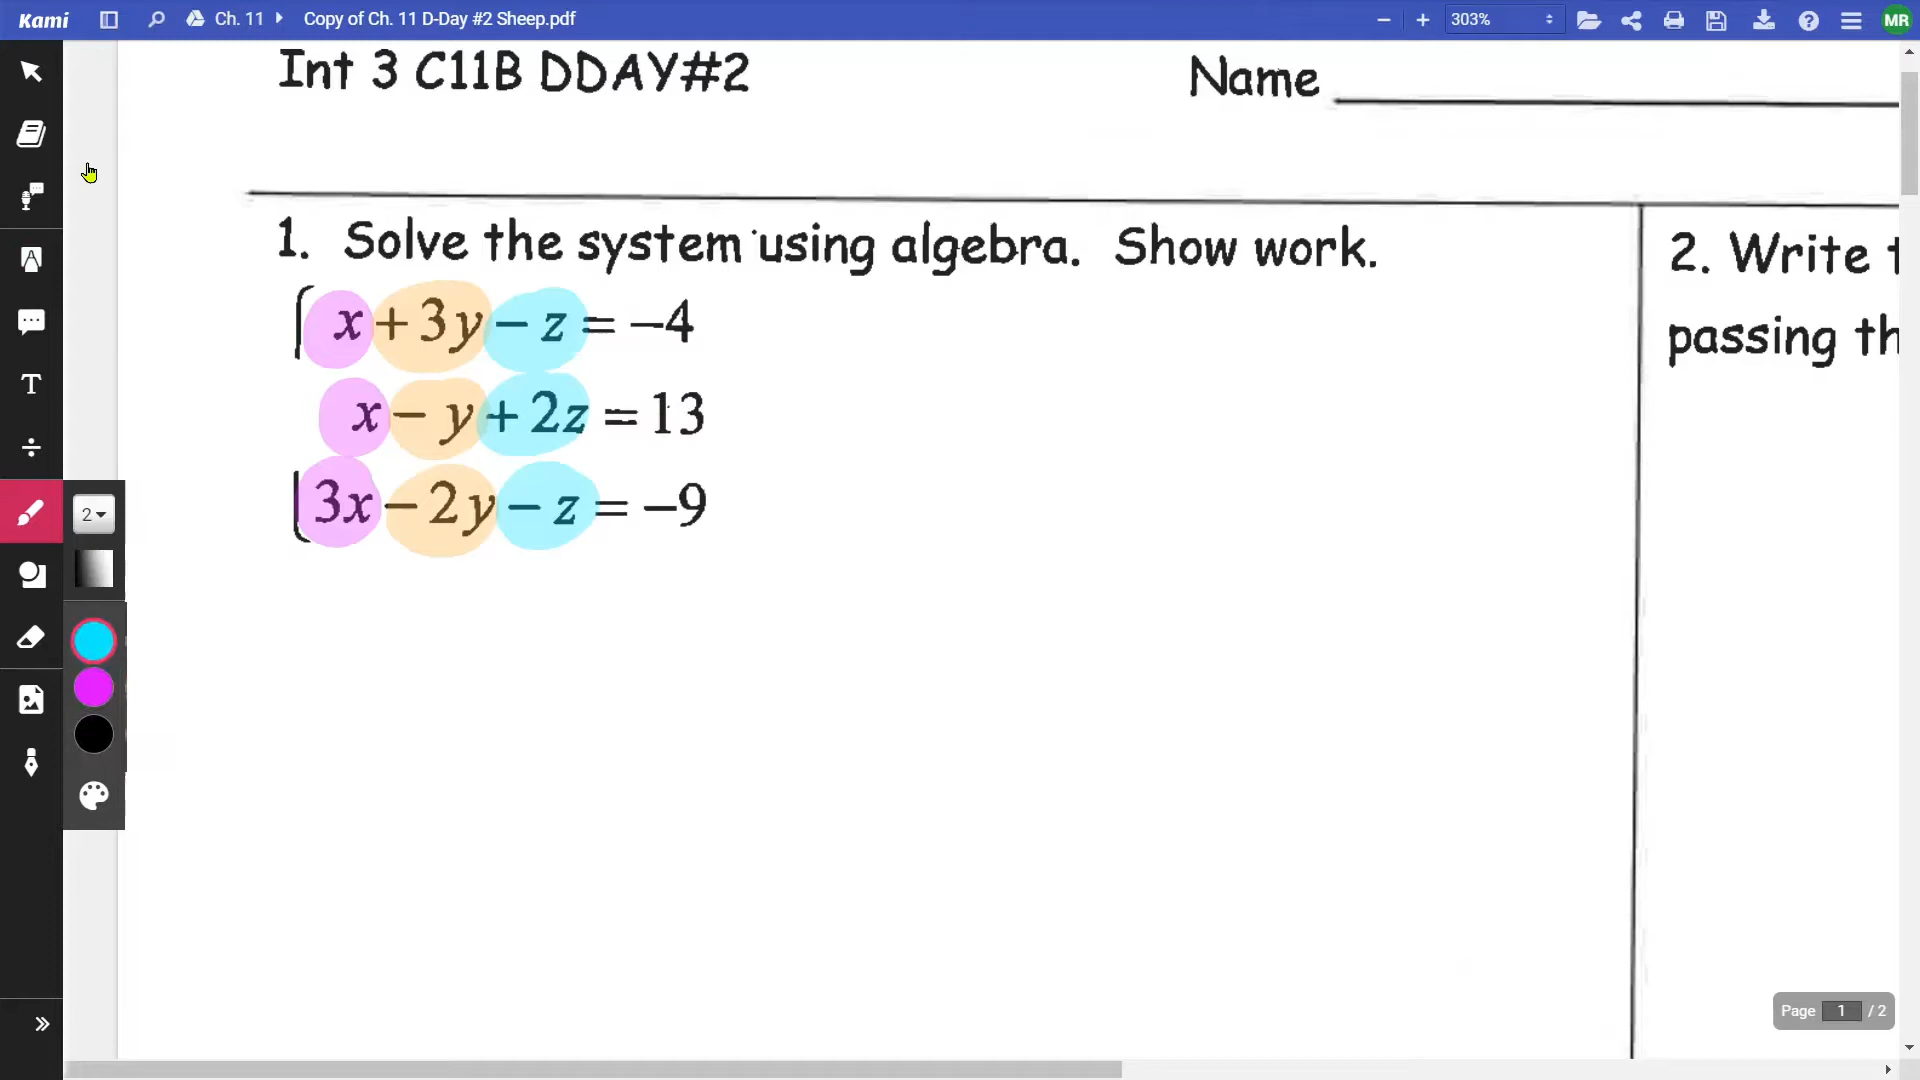 Kami
Ch. 11
Copy of Ch. 11 D-Day #2 Sheep.pdf
303%
MR
Int 3 C11B DDAY#2
Name
1. Solve the system using algebra. Show work.
x + 3y − z = −4
x − y + 2z = 13
3x − 2y − z = −9
2. Write t
passing th
T
2
Page 1 / 2